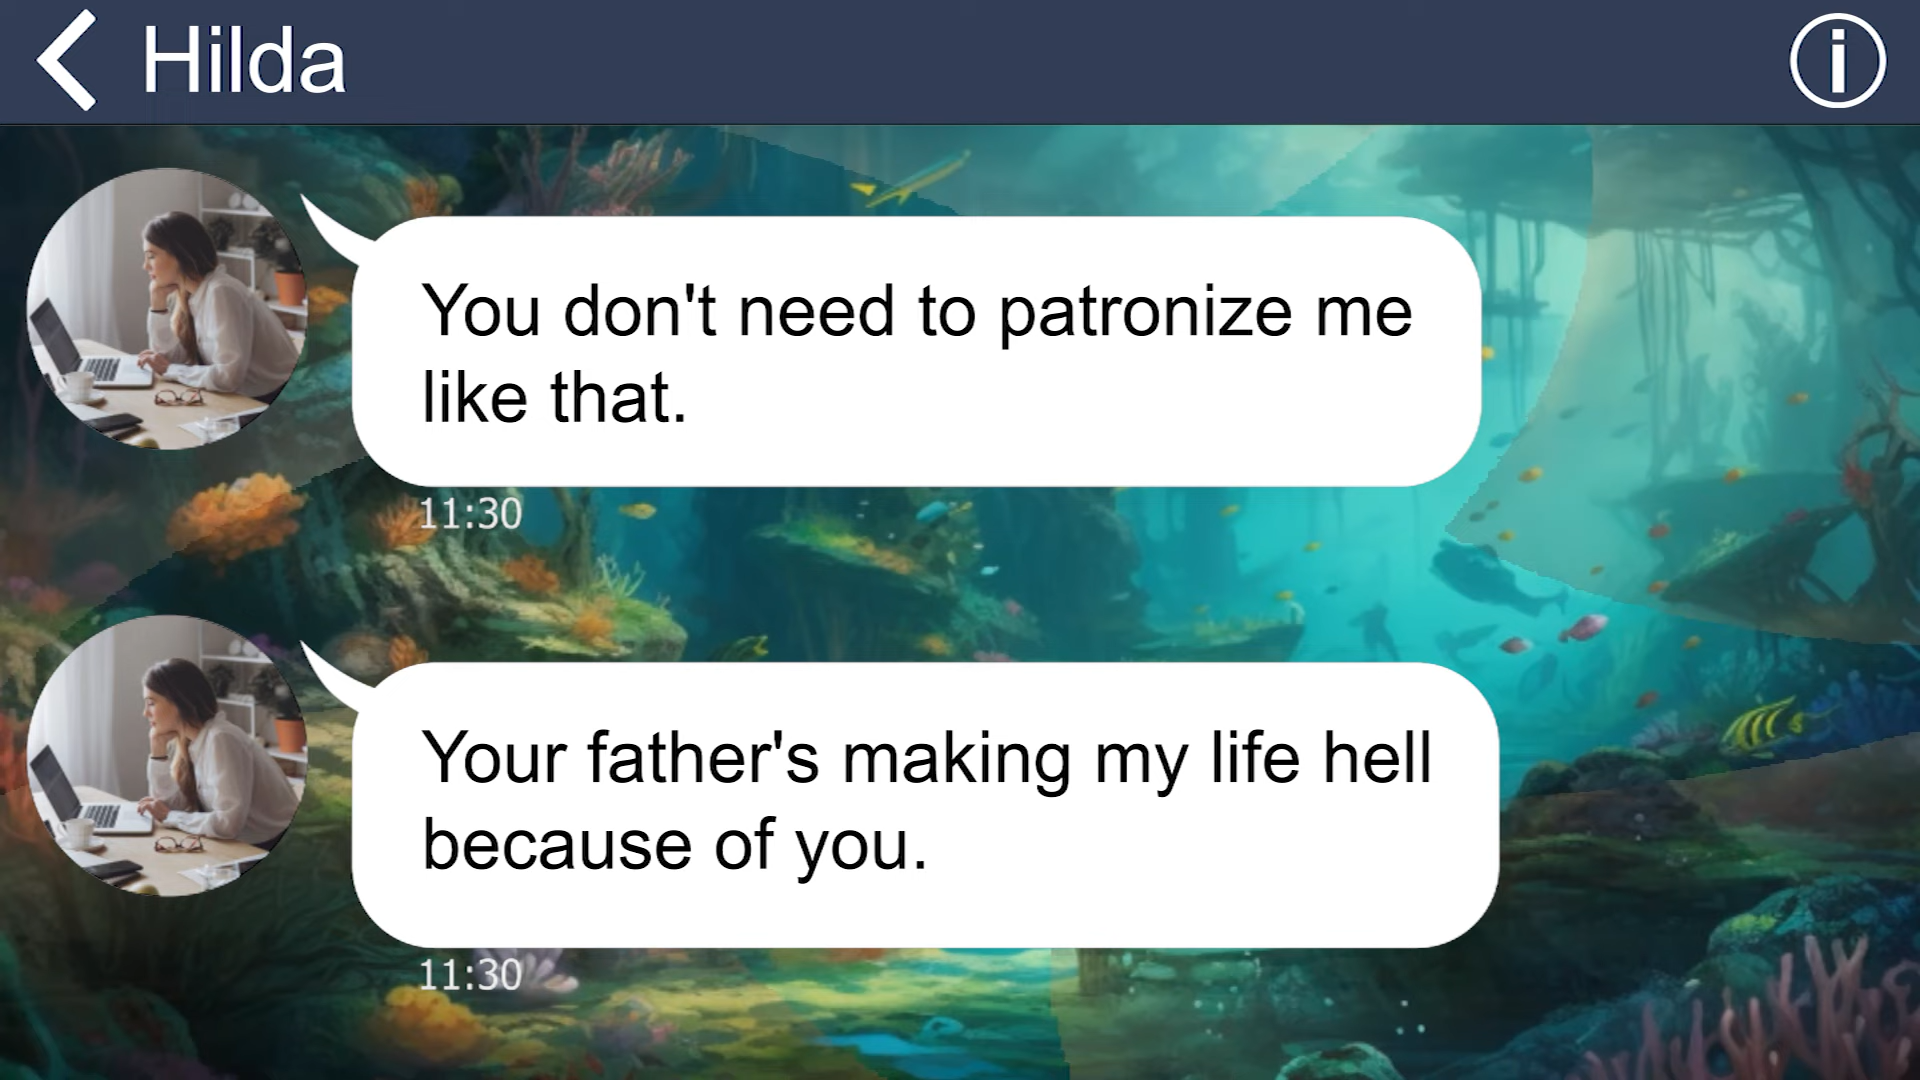 Hilda
You don't need to patronize me
like that.
11:30
Your father's making my life hell
because of you.
11:30